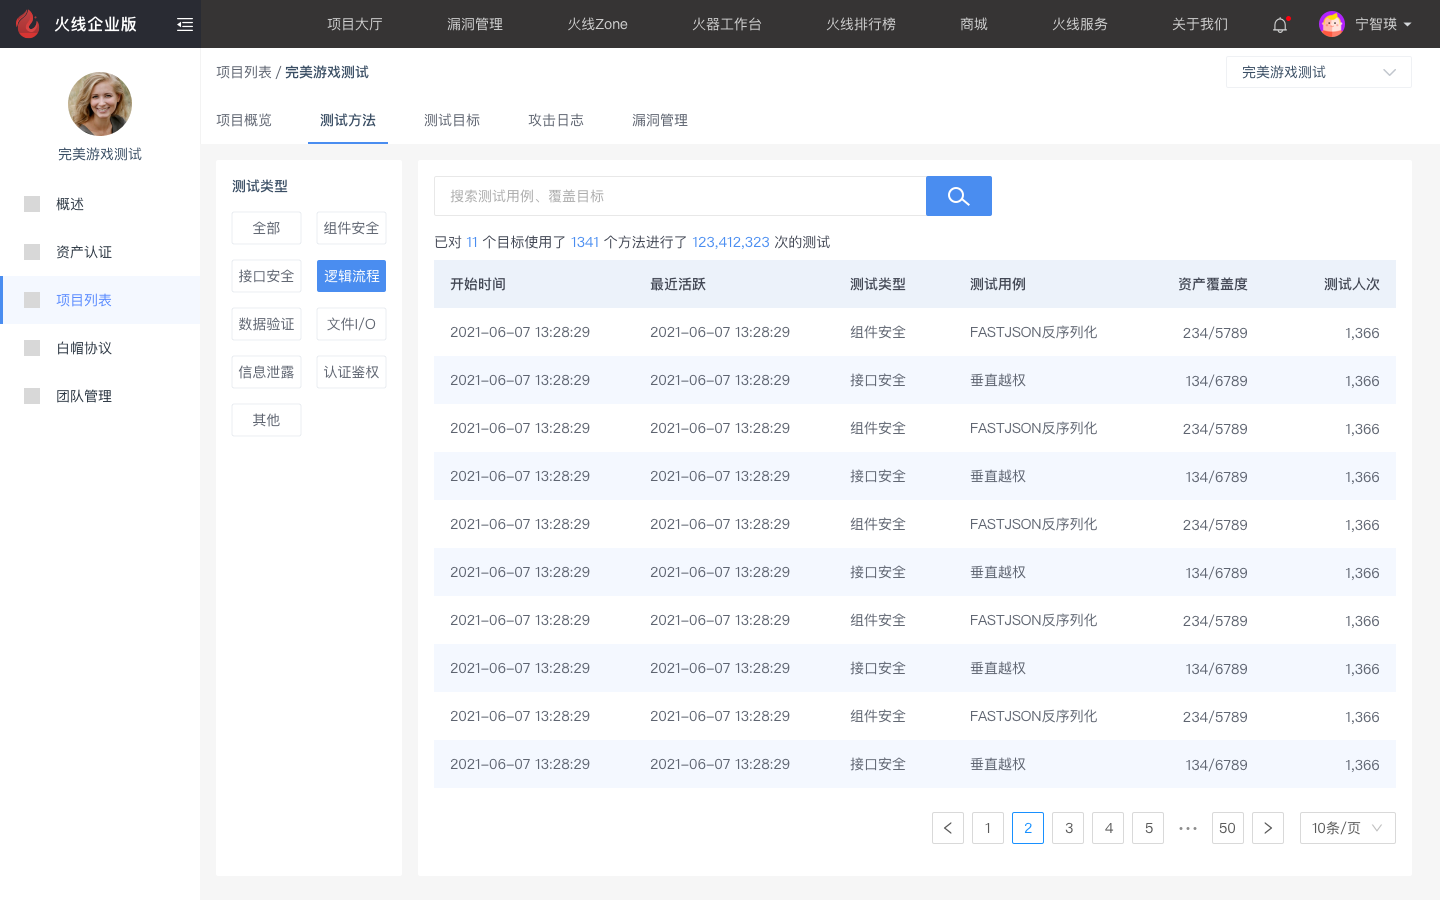 火线企业版
项目大厅 漏洞管理 火线Zone 火器工作台 火线排行榜 商城 火线服务 关于我们 宁智瑛
完美游戏测试
概述
资产认证
项目列表
白帽协议
团队管理
项目列表 / 完美游戏测试
完美游戏测试
项目概览 测试方法 测试目标 攻击日志 漏洞管理
测试类型
全部 组件安全
接口安全 逻辑流程
数据验证 文件I/O
信息泄露 认证鉴权
其他
搜索测试用例、覆盖目标
已对 11 个目标使用了 1341 个方法进行了 123,412,323 次的测试
开始时间 最近活跃 测试类型 测试用例 资产覆盖度 测试人次
2021-06-07 13:28:29 2021-06-07 13:28:29 组件安全 FASTJSON反序列化 234/5789 1,366
2021-06-07 13:28:29 2021-06-07 13:28:29 接口安全 垂直越权 134/6789 1,366
2021-06-07 13:28:29 2021-06-07 13:28:29 组件安全 FASTJSON反序列化 234/5789 1,366
2021-06-07 13:28:29 2021-06-07 13:28:29 接口安全 垂直越权 134/6789 1,366
2021-06-07 13:28:29 2021-06-07 13:28:29 组件安全 FASTJSON反序列化 234/5789 1,366
2021-06-07 13:28:29 2021-06-07 13:28:29 接口安全 垂直越权 134/6789 1,366
2021-06-07 13:28:29 2021-06-07 13:28:29 组件安全 FASTJSON反序列化 234/5789 1,366
2021-06-07 13:28:29 2021-06-07 13:28:29 接口安全 垂直越权 134/6789 1,366
2021-06-07 13:28:29 2021-06-07 13:28:29 组件安全 FASTJSON反序列化 234/5789 1,366
2021-06-07 13:28:29 2021-06-07 13:28:29 接口安全 垂直越权 134/6789 1,366
1 2 3 4 5 ••• 50 10条/页